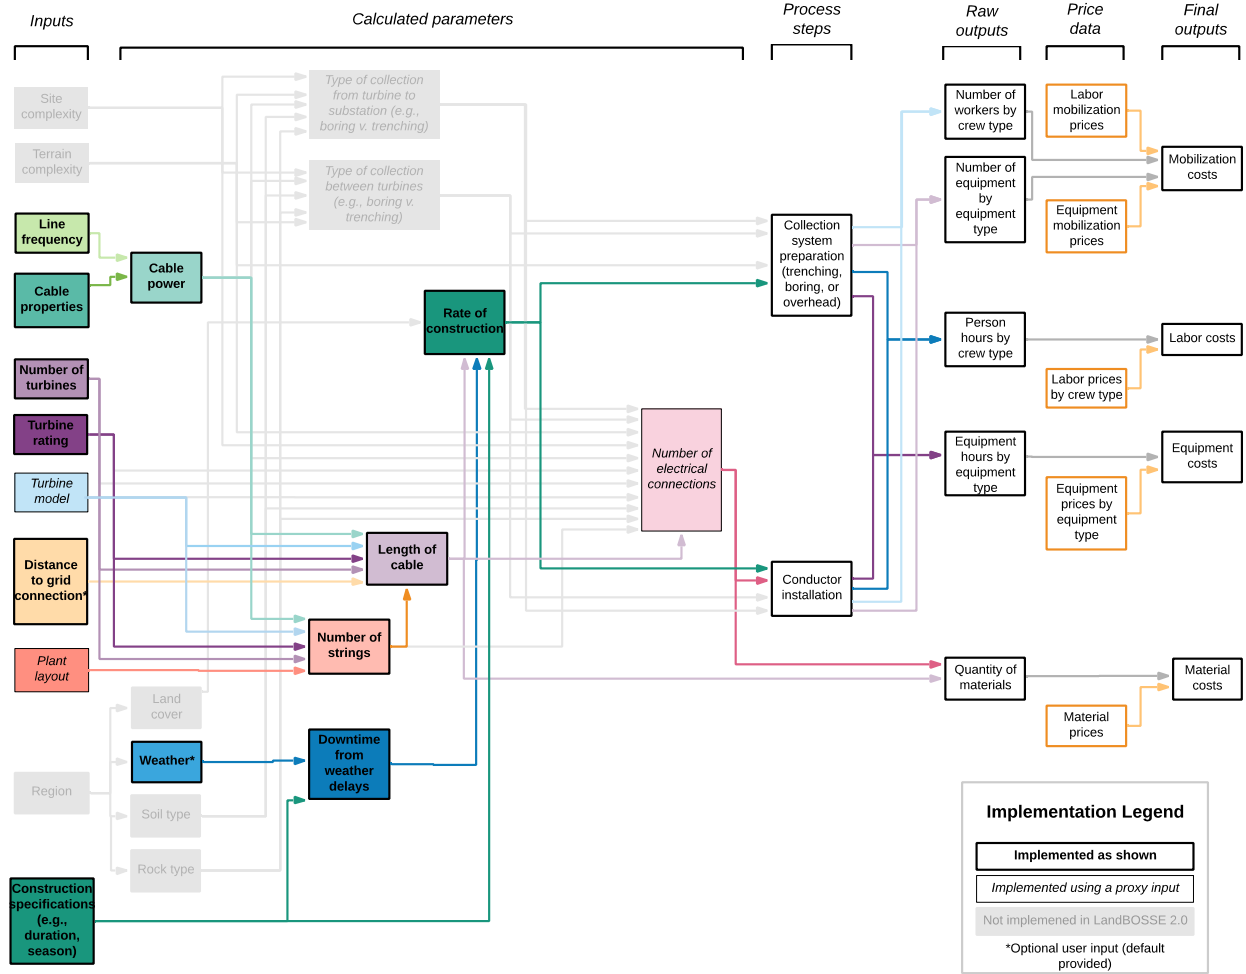 Inputs
Calculated parameters
Process
steps
Raw
outputs
Price
data
Final
outputs
Site
complexity
Terrain
complexity
Line
frequency
Cable
properties
Number of
turbines
Turbine
rating
Turbine
model
Distance
to grid
connection*
Plant
layout
Region
Construction
specifications
(e.g.,
duration,
season)
Cable
power
Land
cover
Weather*
Soil type
Rock type
Type of collection
from turbine to
substation (e.g.,
boring v. trenching)
Type of collection
between turbines
(e.g., boring v.
trenching)
Rate of
construction
Length of
cable
Number of
strings
Downtime
from
weather
delays
Number of
electrical
connections
Collection
system
preparation
(trenching,
boring, or
overhead)
Conductor
installation
Number of
workers by
crew type
Number of
equipment
by
equipment
type
Person
hours by
crew type
Equipment
hours by
equipment
type
Quantity of
materials
Labor
mobilization
prices
Equipment
mobilization
prices
Labor prices
by crew type
Equipment
prices by
equipment
type
Material
prices
Mobilization
costs
Labor costs
Equipment
costs
Material
costs
Implementation Legend
Implemented as shown
Implemented using a proxy input
Not implemened in LandBOSSE 2.0
*Optional user input (default
provided)